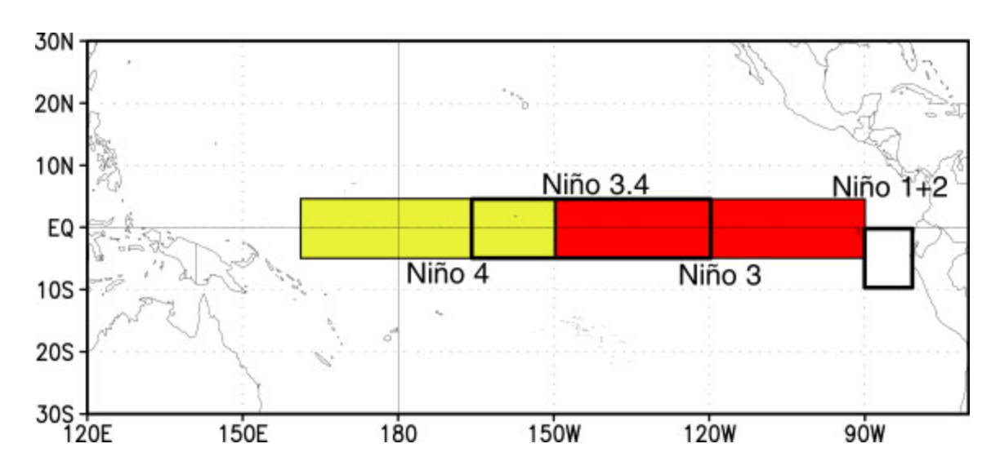 30N
20N
10N
Niño 3.4
Niño 1+2
EQ
Niño 4
Niño 3
10S
20S
30S
120E
150E
180
150W
120W
90W